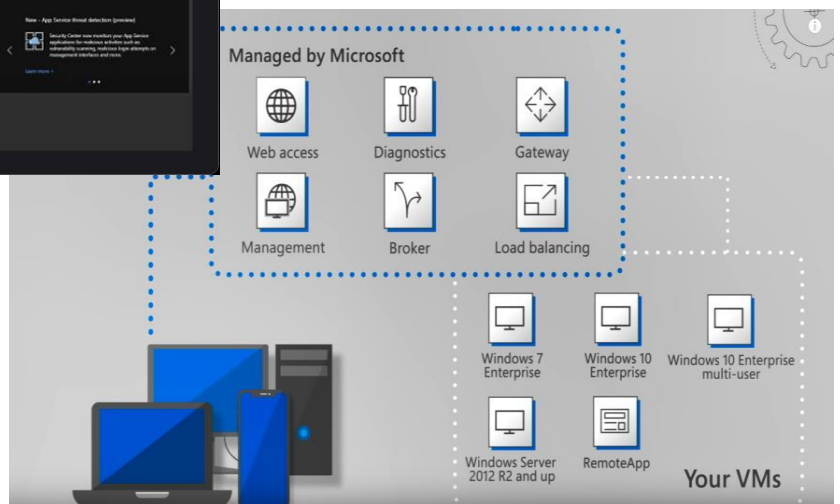 New - App Service threat detection (preview)
Security Center now monitors your App Service
applications for malicious activities such as
vulnerability scanning, malicious login attempts on
management interfaces and more.
Learn more >
Managed by Microsoft
Web access
Diagnostics
Gateway
Management
Broker
Load balancing
Windows 7
Enterprise
Windows 10
Enterprise
Windows 10 Enterprise
multi-user
Windows Server
2012 R2 and up
RemoteApp
Your VMs